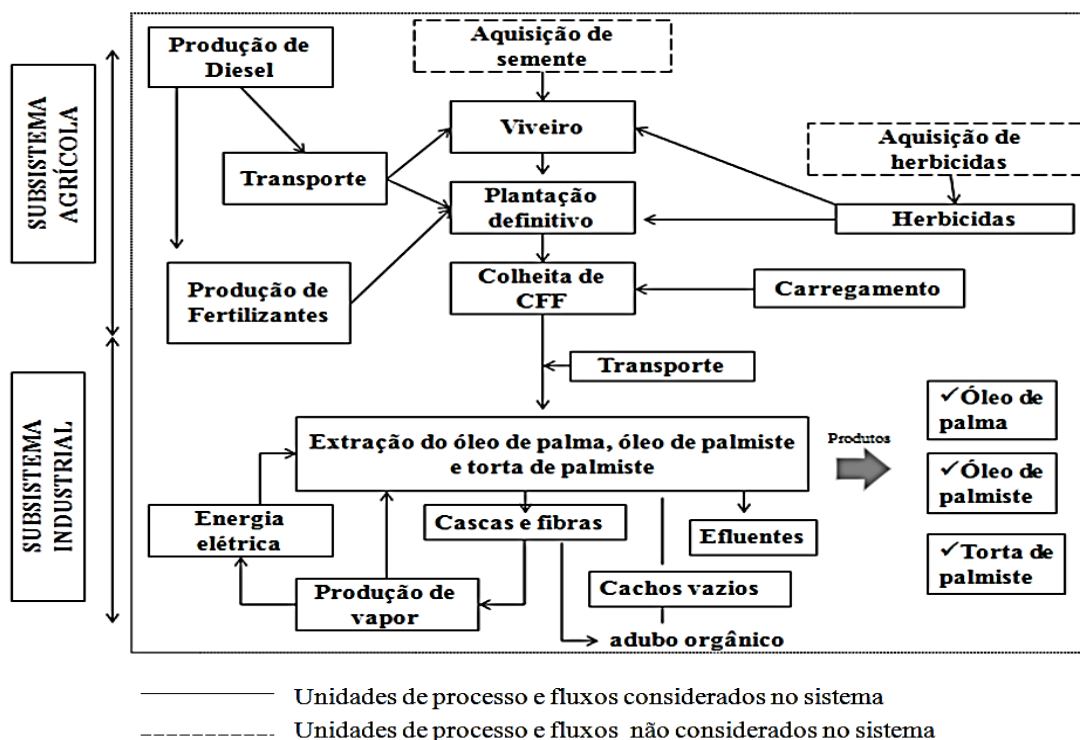 SUBSISTEMA
AGRÍCOLA
Produção de
Diesel
Aquisição de
semente
Viveiro
Aquisição de
herbicidas
Transporte
Plantação
definitivo
Herbicidas
Produção de
Fertilizantes
Colheita de
CFF
Carregamento
Transporte
SUBSISTEMA
INDUSTRIAL
Extração do óleo de palma, óleo de palmiste
e torta de palmiste
Produtos
✓Óleo de
palma
✓Óleo de
palmiste
✓Torta de
palmiste
Energia
elétrica
Cascas e fibras
Efluentes
Produção de
vapor
Cachos vazios
adubo orgânico
Unidades de processo e fluxos considerados no sistema
Unidades de processo e fluxos não considerados no sistema